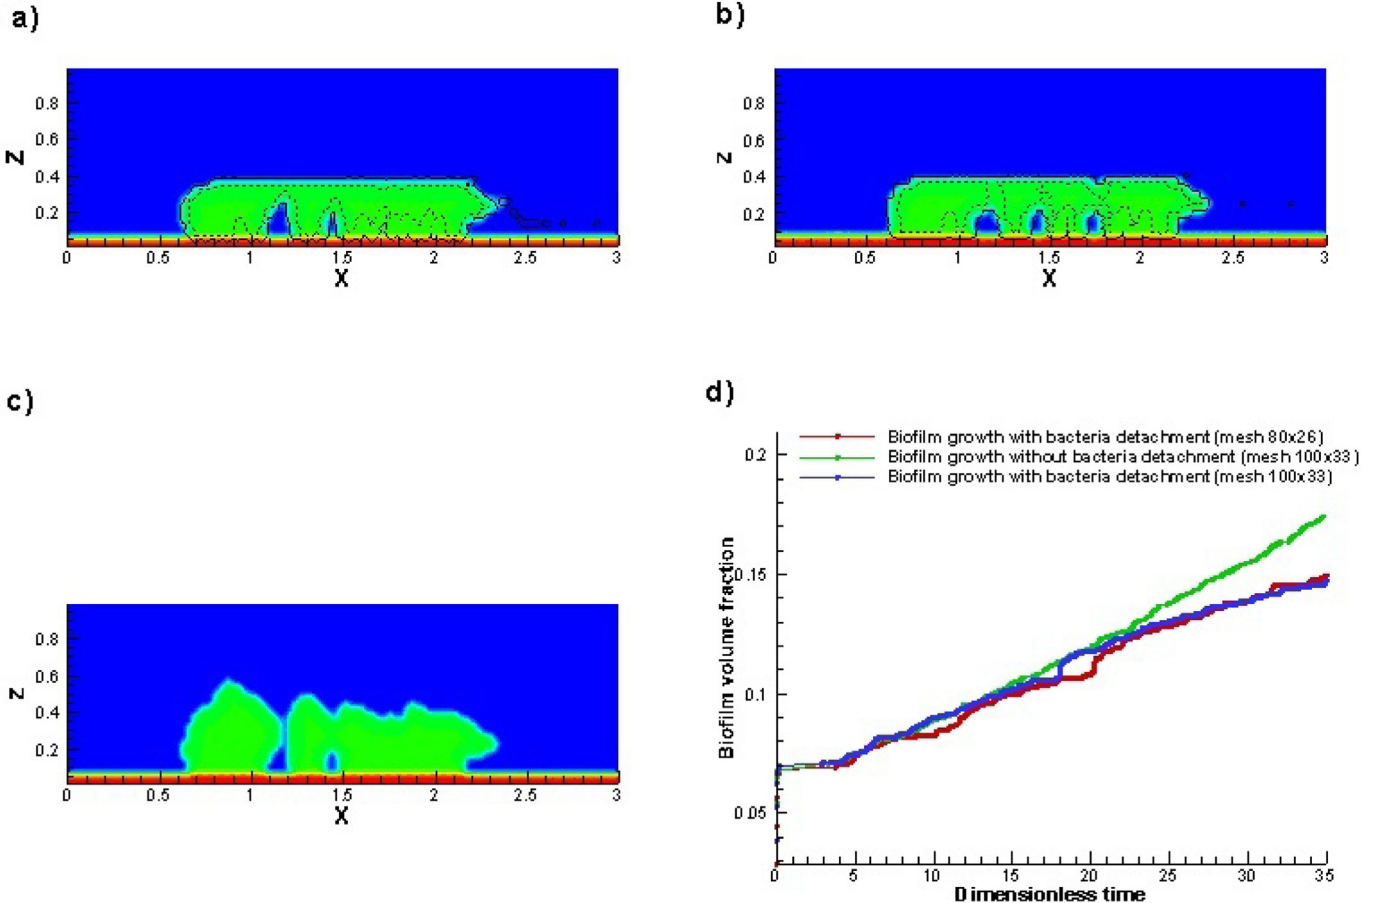 a)
0.8
0.6
Z
0.4
0.2
0 0.5 1 1.5 2 2.5 3
X
b)
0.8
0.6
z
0.4
0.2
0 0.5 1 1.5 2 2.5 3
X
c)
0.8
0.6
z
0.4
0.2
0 0.5 1 1.5 2 2.5 3
X
d)
Biofilm growth with bacteria detachment (mesh 80x26)
Biofilm growth without bacteria detachment (mesh 100x33)
Biofilm growth with bacteria detachment (mesh 100x33)
0.2
0.15
0.1
0.05
Biofilm volume fraction
0 5 10 15 20 25 30 35
Dimensionless time